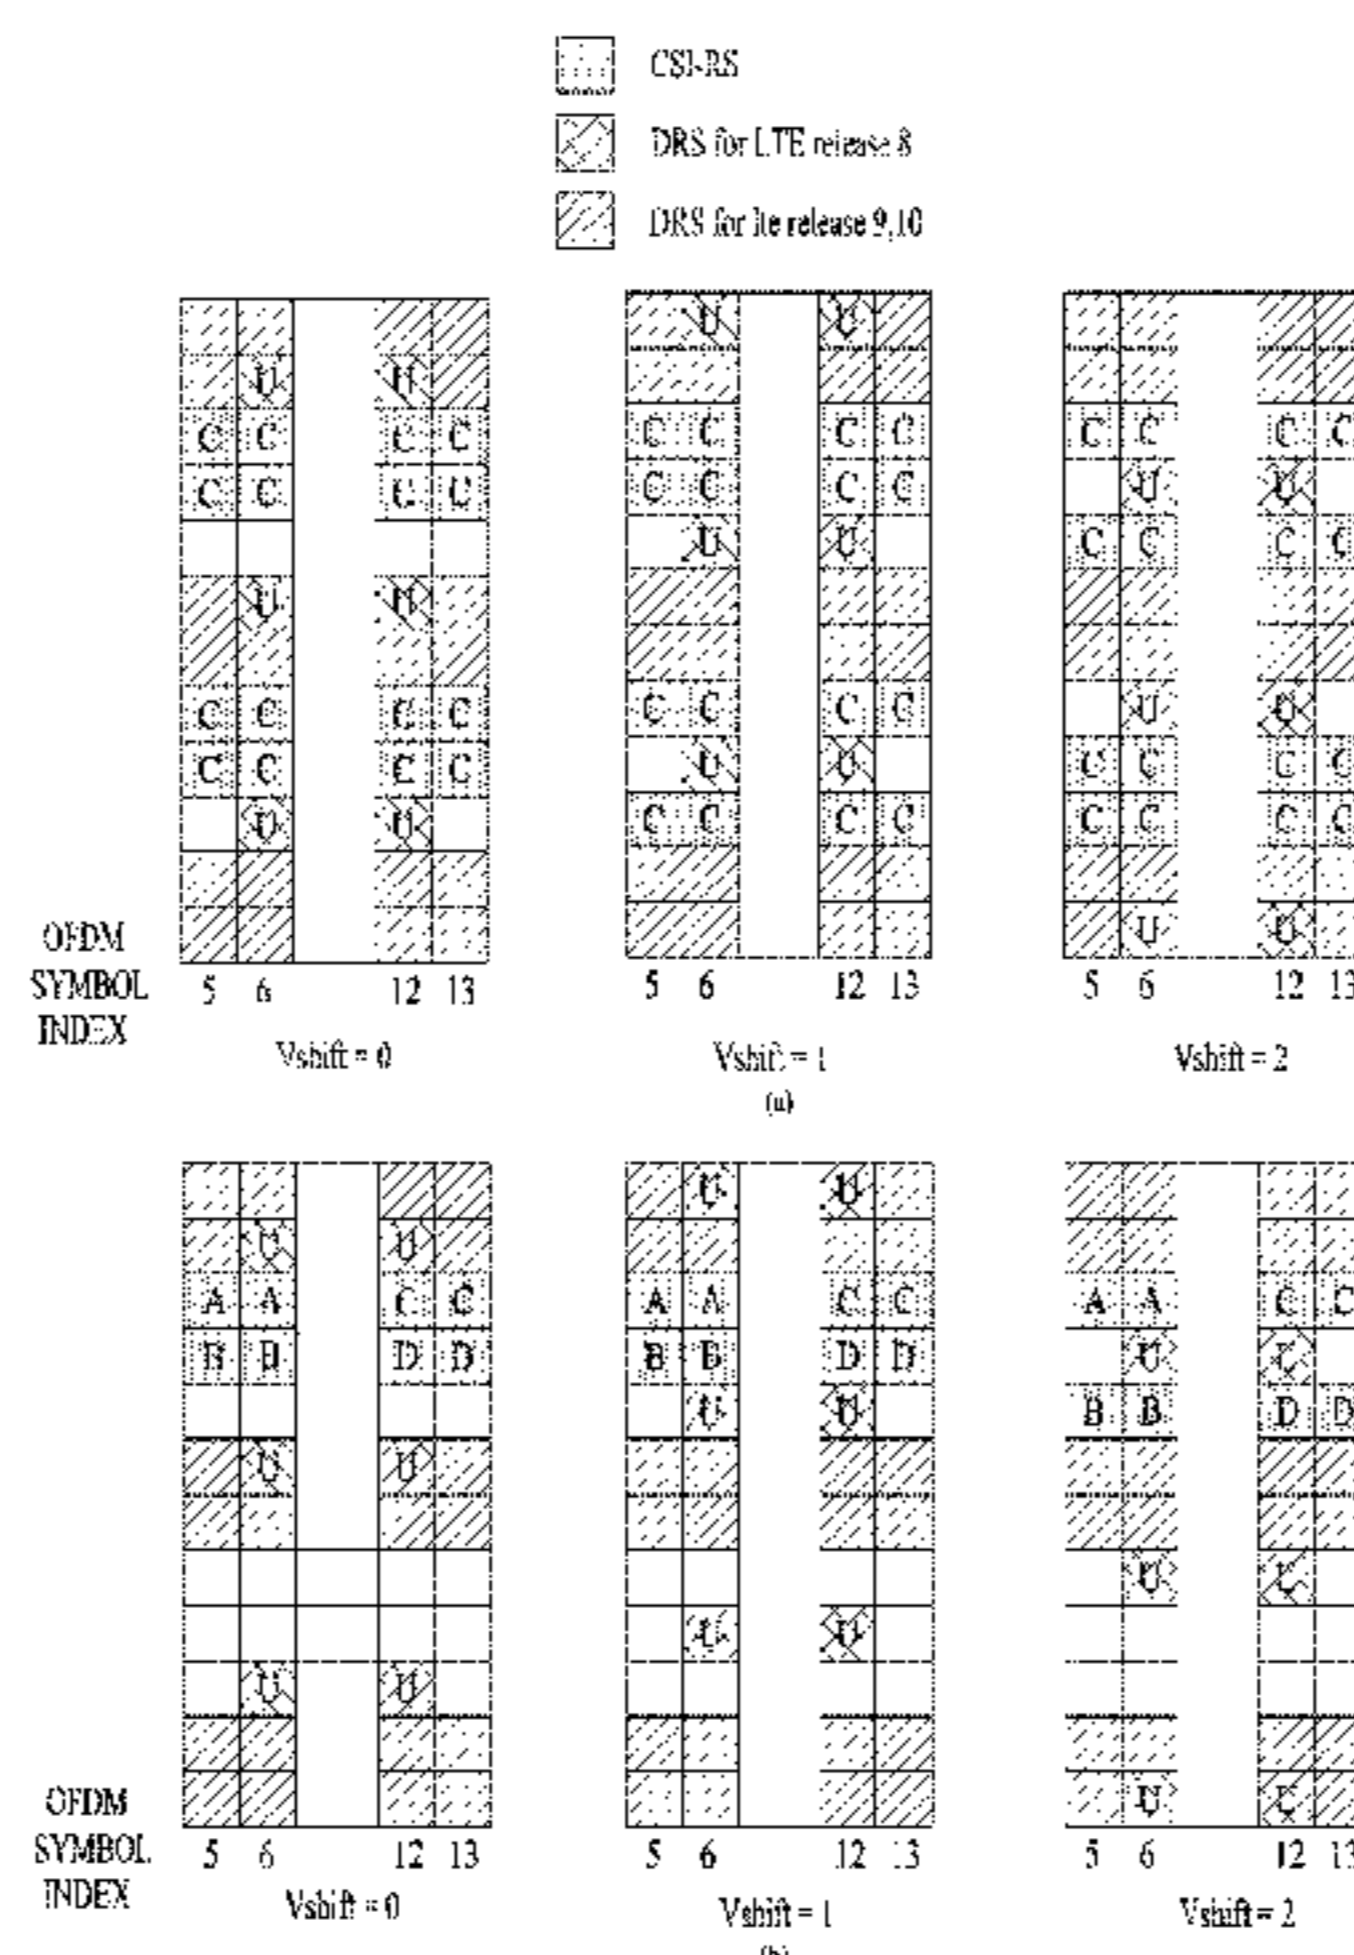 CSI-RS
DRS for LTE release 8
DRS for lte release 9,10
U U
U U
C C C C C C C C C C C C
C C C C C C C C U U
U U C C C C
U U
C C C C C C C C U U
C C C C U U C C C C
U U C C C C C C C C
U U
OFDM
SYMBOL
INDEX
5 6 12 13 5 6 12 13 5 6 12 13
Vshift = 0 Vshift = 1 Vshift = 2
(a)
U U
U U
A A C C A A C C A A C C
B B D D B B D D U U
U U B B D D
U U
U U
U U
U U
U U
OFDM
SYMBOL
INDEX
5 6 12 13 5 6 12 13 5 6 12 13
Vshift = 0 Vshift = 1 Vshift = 2
(b)